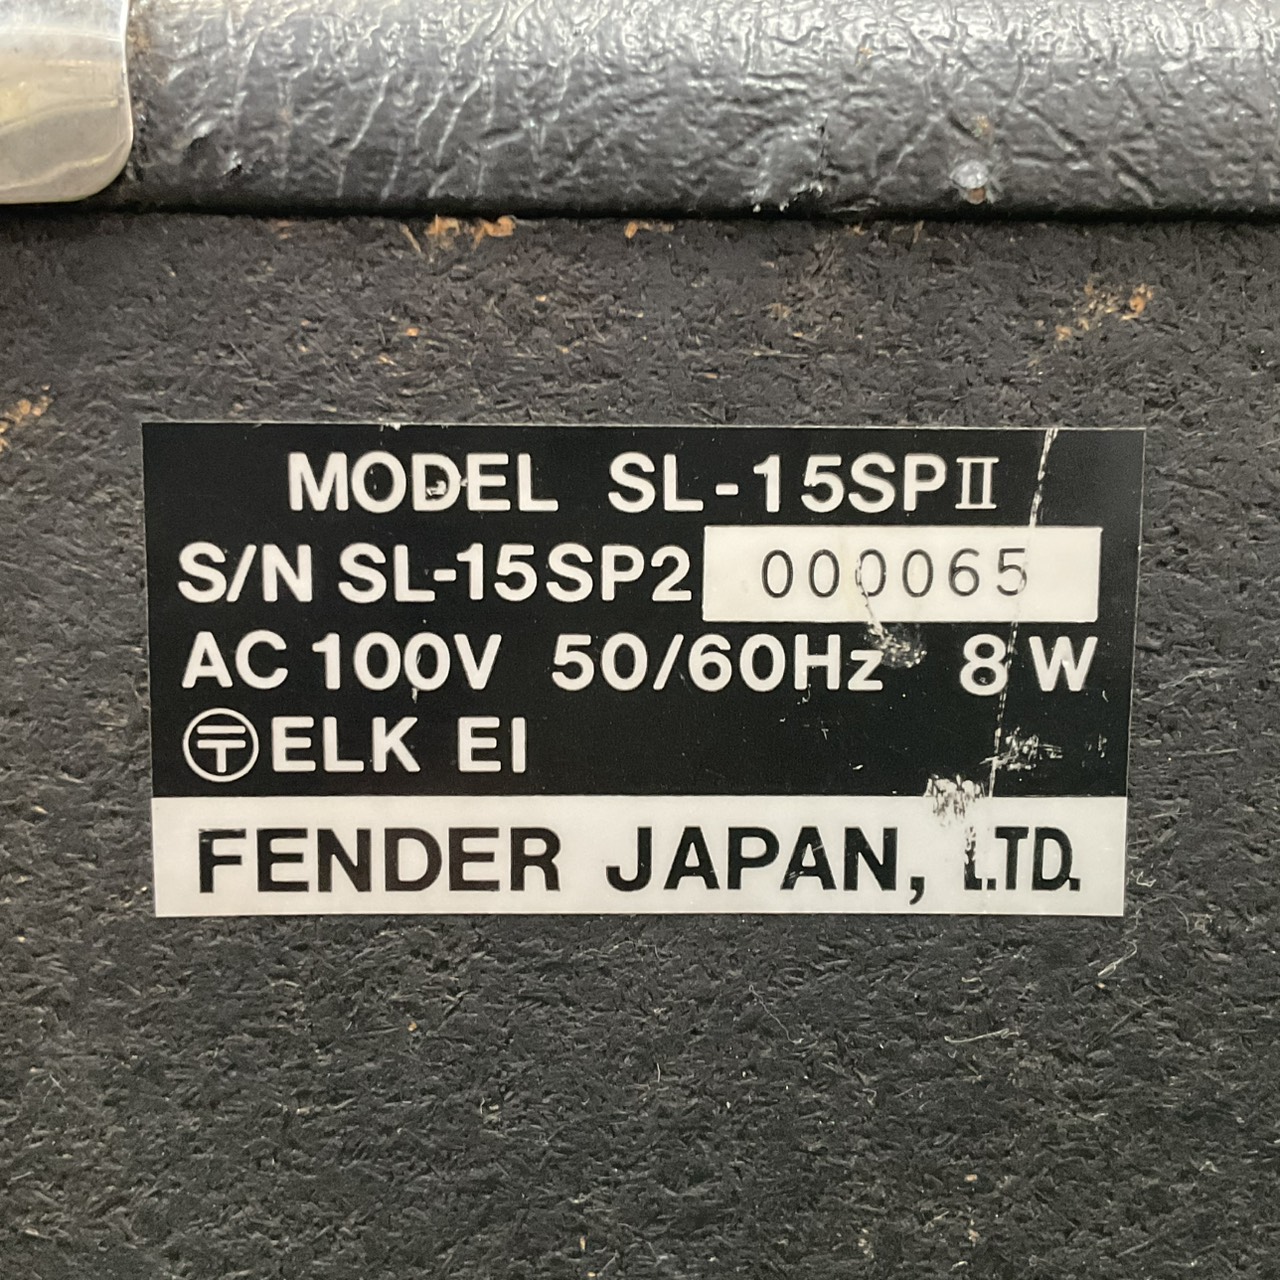 MODEL SL-15SPⅡ
S/N SL-15SP2 000065
AC 100V 50/60Hz 8W
〶ELK EI
FENDER JAPAN, LTD.